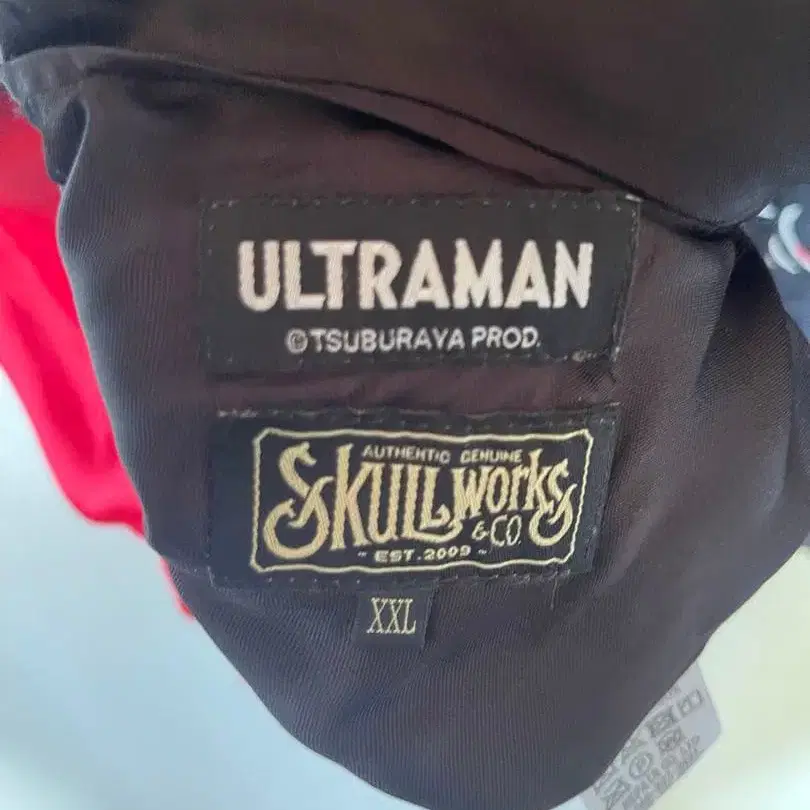 ULTRAMAN
©TSUBURAYA PROD.
AUTHENTIC GENUINE
SKULLWorks
&CO.
~ EST.2009 ~
XXL